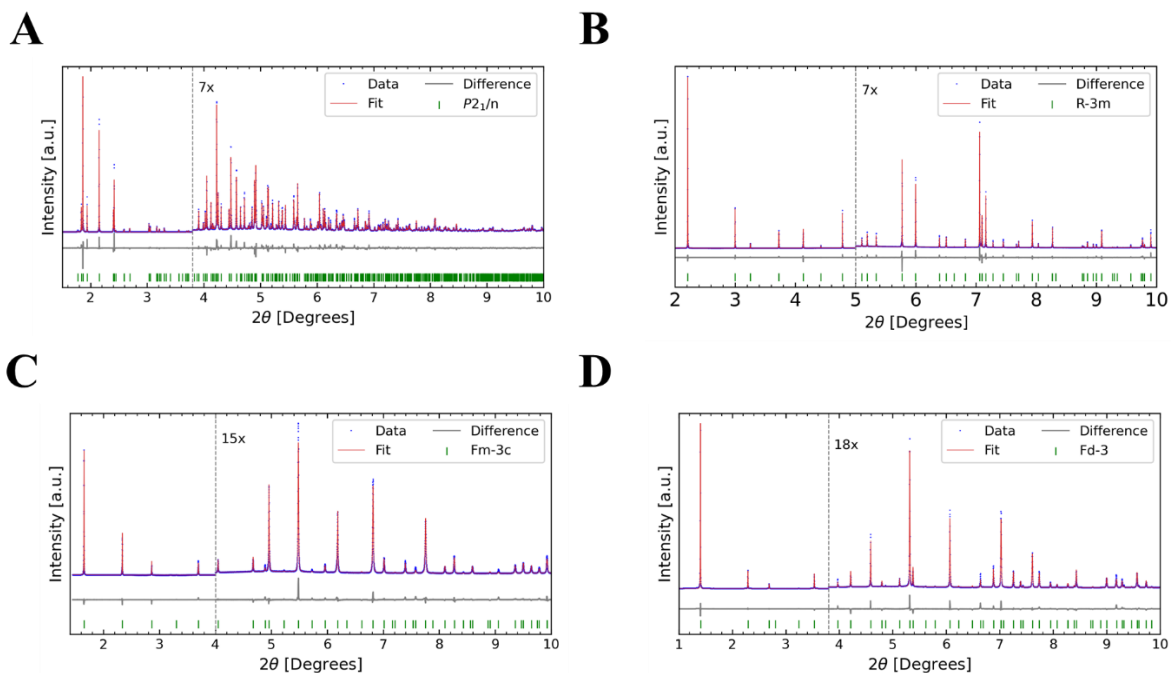 A
7x
Data
Difference
Fit
P2₁/n
Intensity [a.u.]
2 3 4 5 6 7 8 9 10
2θ [Degrees]
B
7x
Data
Difference
Fit
R-3m
Intensity [a.u.]
2 3 4 5 6 7 8 9 10
2θ [Degrees]
C
15x
Data
Difference
Fit
Fm-3c
Intensity [a.u.]
2 3 4 5 6 7 8 9 10
2θ [Degrees]
D
18x
Data
Difference
Fit
Fd-3
Intensity [a.u.]
1 2 3 4 5 6 7 8 9 10
2θ [Degrees]